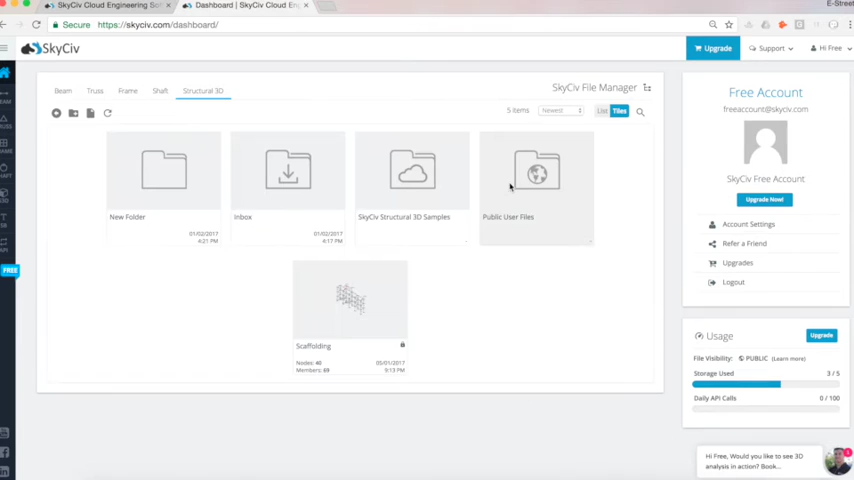 E-Street
SkyCiv Cloud Engineering Sof
Dashboard | SkyCiv Cloud Eng
Secure https://skyciv.com/dashboard/
SkyCiv
Upgrade
Support
Hi Free
Beam
Truss
Frame
Shaft
Structural 3D
SkyCiv File Manager
5 items
Newest
List
Tiles
New Folder
01/02/2017
4:21 PM
Inbox
01/02/2017
4:17 PM
SkyCiv Structural 3D Samples
Public User Files
Scaffolding
Nodes: 40
Members: 69
05/01/2017
9:13 PM
FREE
API
Free Account
freeaccount@skyciv.com
SkyCiv Free Account
Upgrade Now!
Account Settings
Refer a Friend
Upgrades
Logout
Usage
Upgrade
File Visibility: PUBLIC (Learn more)
Storage Used
3 / 5
Daily API Calls
0 / 100
Hi Free, Would you like to see 3D
analysis in action? Book...
1